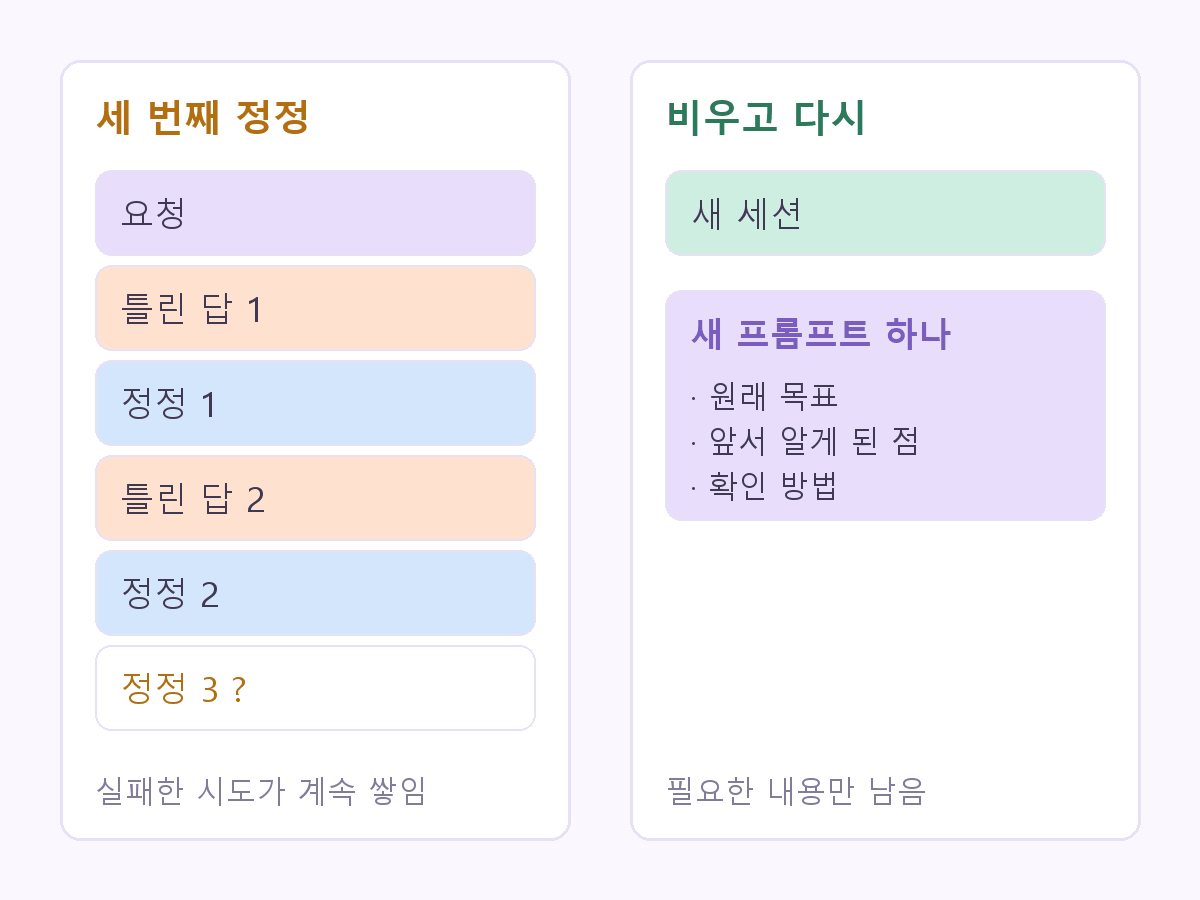 세 번째 정정
요청
틀린 답 1
정정 1
틀린 답 2
정정 2
정정 3 ?
실패한 시도가 계속 쌓임
비우고 다시
새 세션
새 프롬프트 하나
· 원래 목표
· 앞서 알게 된 점
· 확인 방법
필요한 내용만 남음